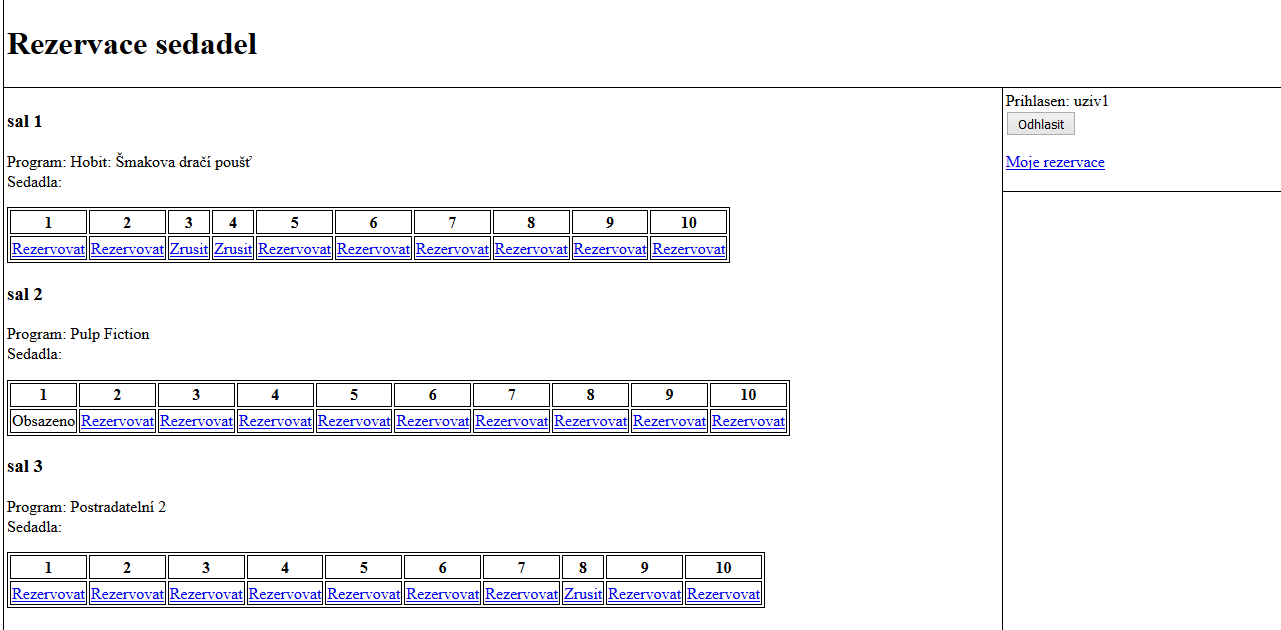 Rezervace sedadel
sal 1
Program: Hobit: Šmakova dračí poušť
Sedadla:
1 2 3 4 5 6 7 8 9 10
Rezervovat Rezervovat Zrusit Zrusit Rezervovat Rezervovat Rezervovat Rezervovat Rezervovat Rezervovat
sal 2
Program: Pulp Fiction
Sedadla:
1 2 3 4 5 6 7 8 9 10
Obsazeno Rezervovat Rezervovat Rezervovat Rezervovat Rezervovat Rezervovat Rezervovat Rezervovat Rezervovat
sal 3
Program: Postradatelní 2
Sedadla:
1 2 3 4 5 6 7 8 9 10
Rezervovat Rezervovat Rezervovat Rezervovat Rezervovat Rezervovat Rezervovat Zrusit Rezervovat Rezervovat
Prihlasen: uziv1
Odhlasit
Moje rezervace